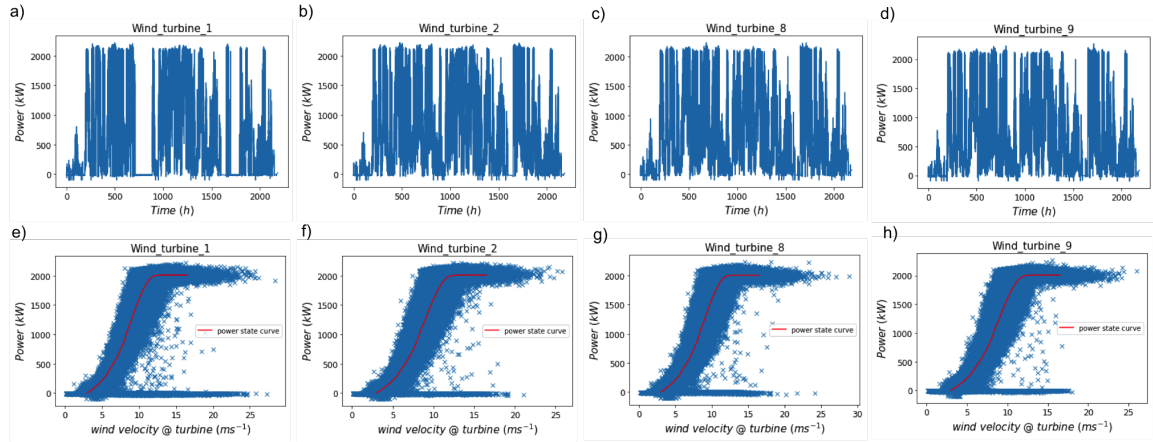 a)
b)
c)
d)
Wind_turbine_1
Wind_turbine_2
Wind_turbine_8
Wind_turbine_9
Power (kW)
2000
1500
1000
500
0
0 500 1000 1500 2000
Time (h)
Power (kW)
2000
1500
1000
500
0
0 500 1000 1500 2000
Time (h)
Power (kW)
2000
1500
1000
500
0
0 500 1000 1500 2000
Time (h)
Power (kW)
2000
1500
1000
500
0
0 500 1000 1500 2000
Time (h)
e)
f)
g)
h)
Wind_turbine_1
Wind_turbine_2
Wind_turbine_8
Wind_turbine_9
Power (kW)
2000
1500
1000
500
0
power state curve
0 5 10 15 20 25
wind velocity @ turbine (ms⁻¹)
Power (kW)
2000
1500
1000
500
0
power state curve
0 5 10 15 20 25
wind velocity @ turbine (ms⁻¹)
Power (kW)
2000
1500
1000
500
0
power state curve
0 5 10 15 20 25 30
wind velocity @ turbine (ms⁻¹)
Power (kW)
2000
1500
1000
500
0
power state curve
0 5 10 15 20 25
wind velocity @ turbine (ms⁻¹)